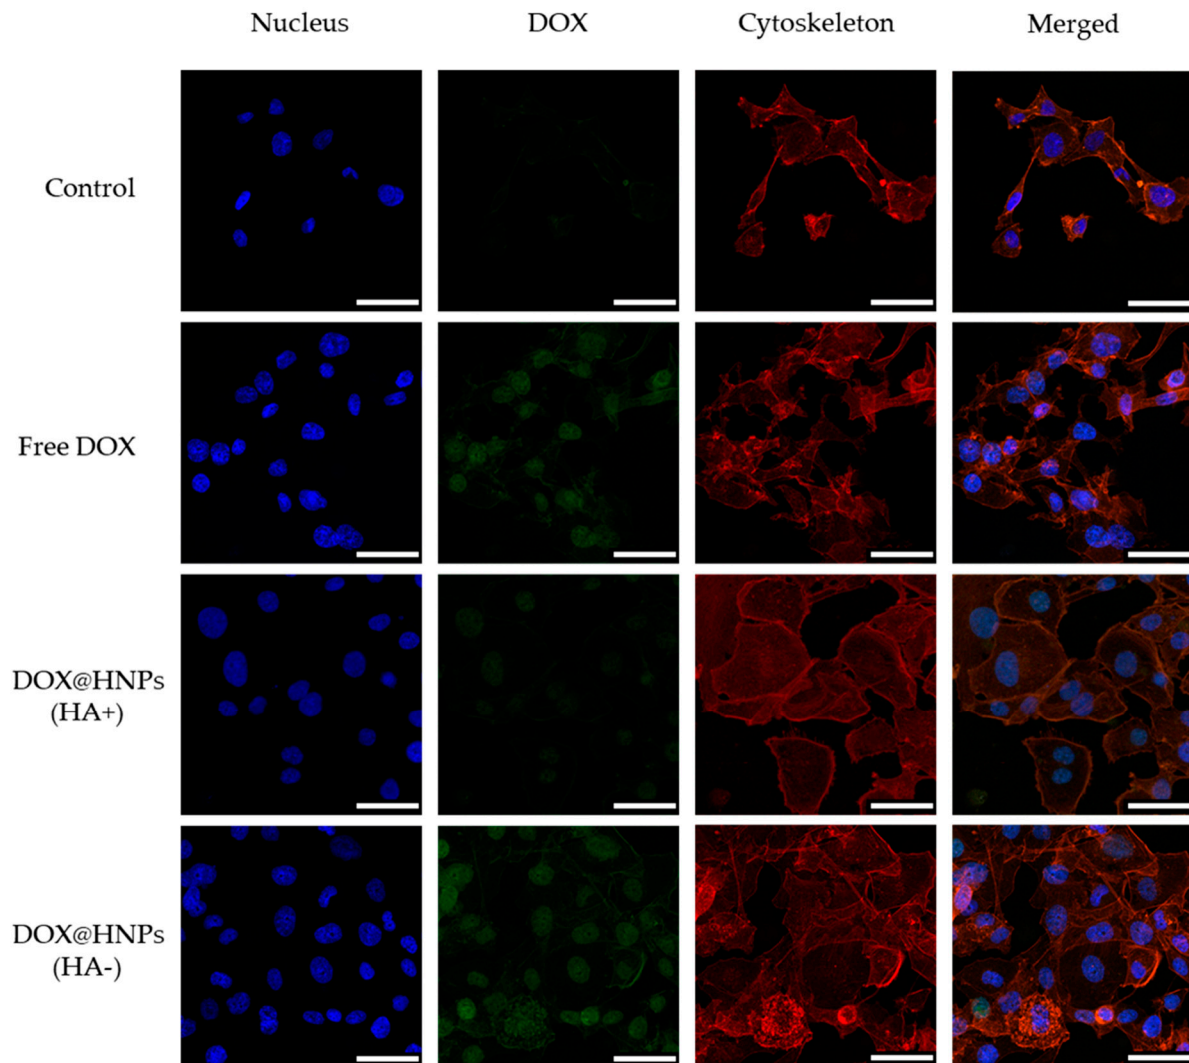 Nucleus
DOX
Cytoskeleton
Merged
Control
Free DOX
DOX@HNPs
(HA+)
DOX@HNPs
(HA-)